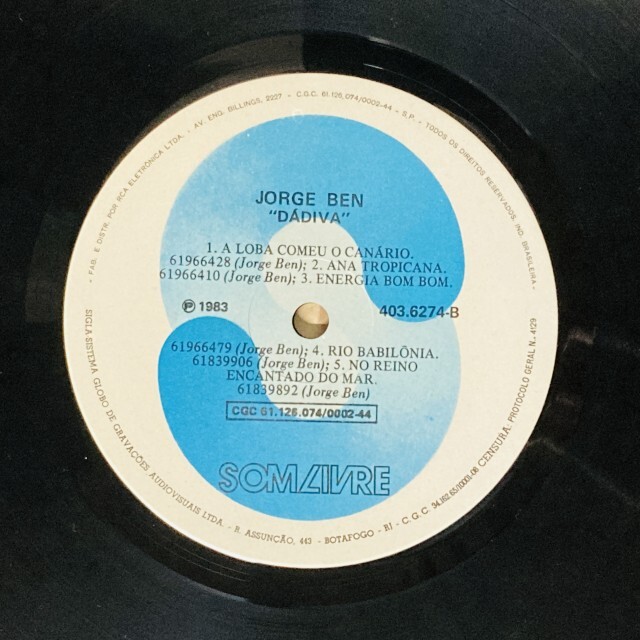 JORGE BEN
"DÁDIVA"
1. A LOBA COMEU O CANÁRIO.
61966428 (Jorge Ben); 2. ANA TROPICANA.
61966410 (Jorge Ben); 3. ENERGIA BOM BOM.
℗ 1983
403.6274-B
61966479 (Jorge Ben); 4. RIO BABILÔNIA.
61839906 (Jorge Ben); 5. NO REINO
ENCANTADO DO MAR.
61839892 (Jorge Ben)
CGC 61.126.074/0002-44
SOM LIVRE
• FAB. E DISTR. POR RCA ELETRÔNICA LTDA. - AV. ENG. BILLINGS, 2227 - C.G.C. 61.126.074/0002-44 - S.P. - TODOS OS DIREITOS RESERVADOS. IND. BRASILEIRA •
SIGLA SISTEMA GLOBO DE GRAVAÇÕES AUDIOVISUAIS LTDA. - R. ASSUNÇÃO, 443 - BOTAFOGO - RJ - C.G.C. 34.162.651/0001-08 CENSURA: PROTOCOLO GERAL N.º 4129